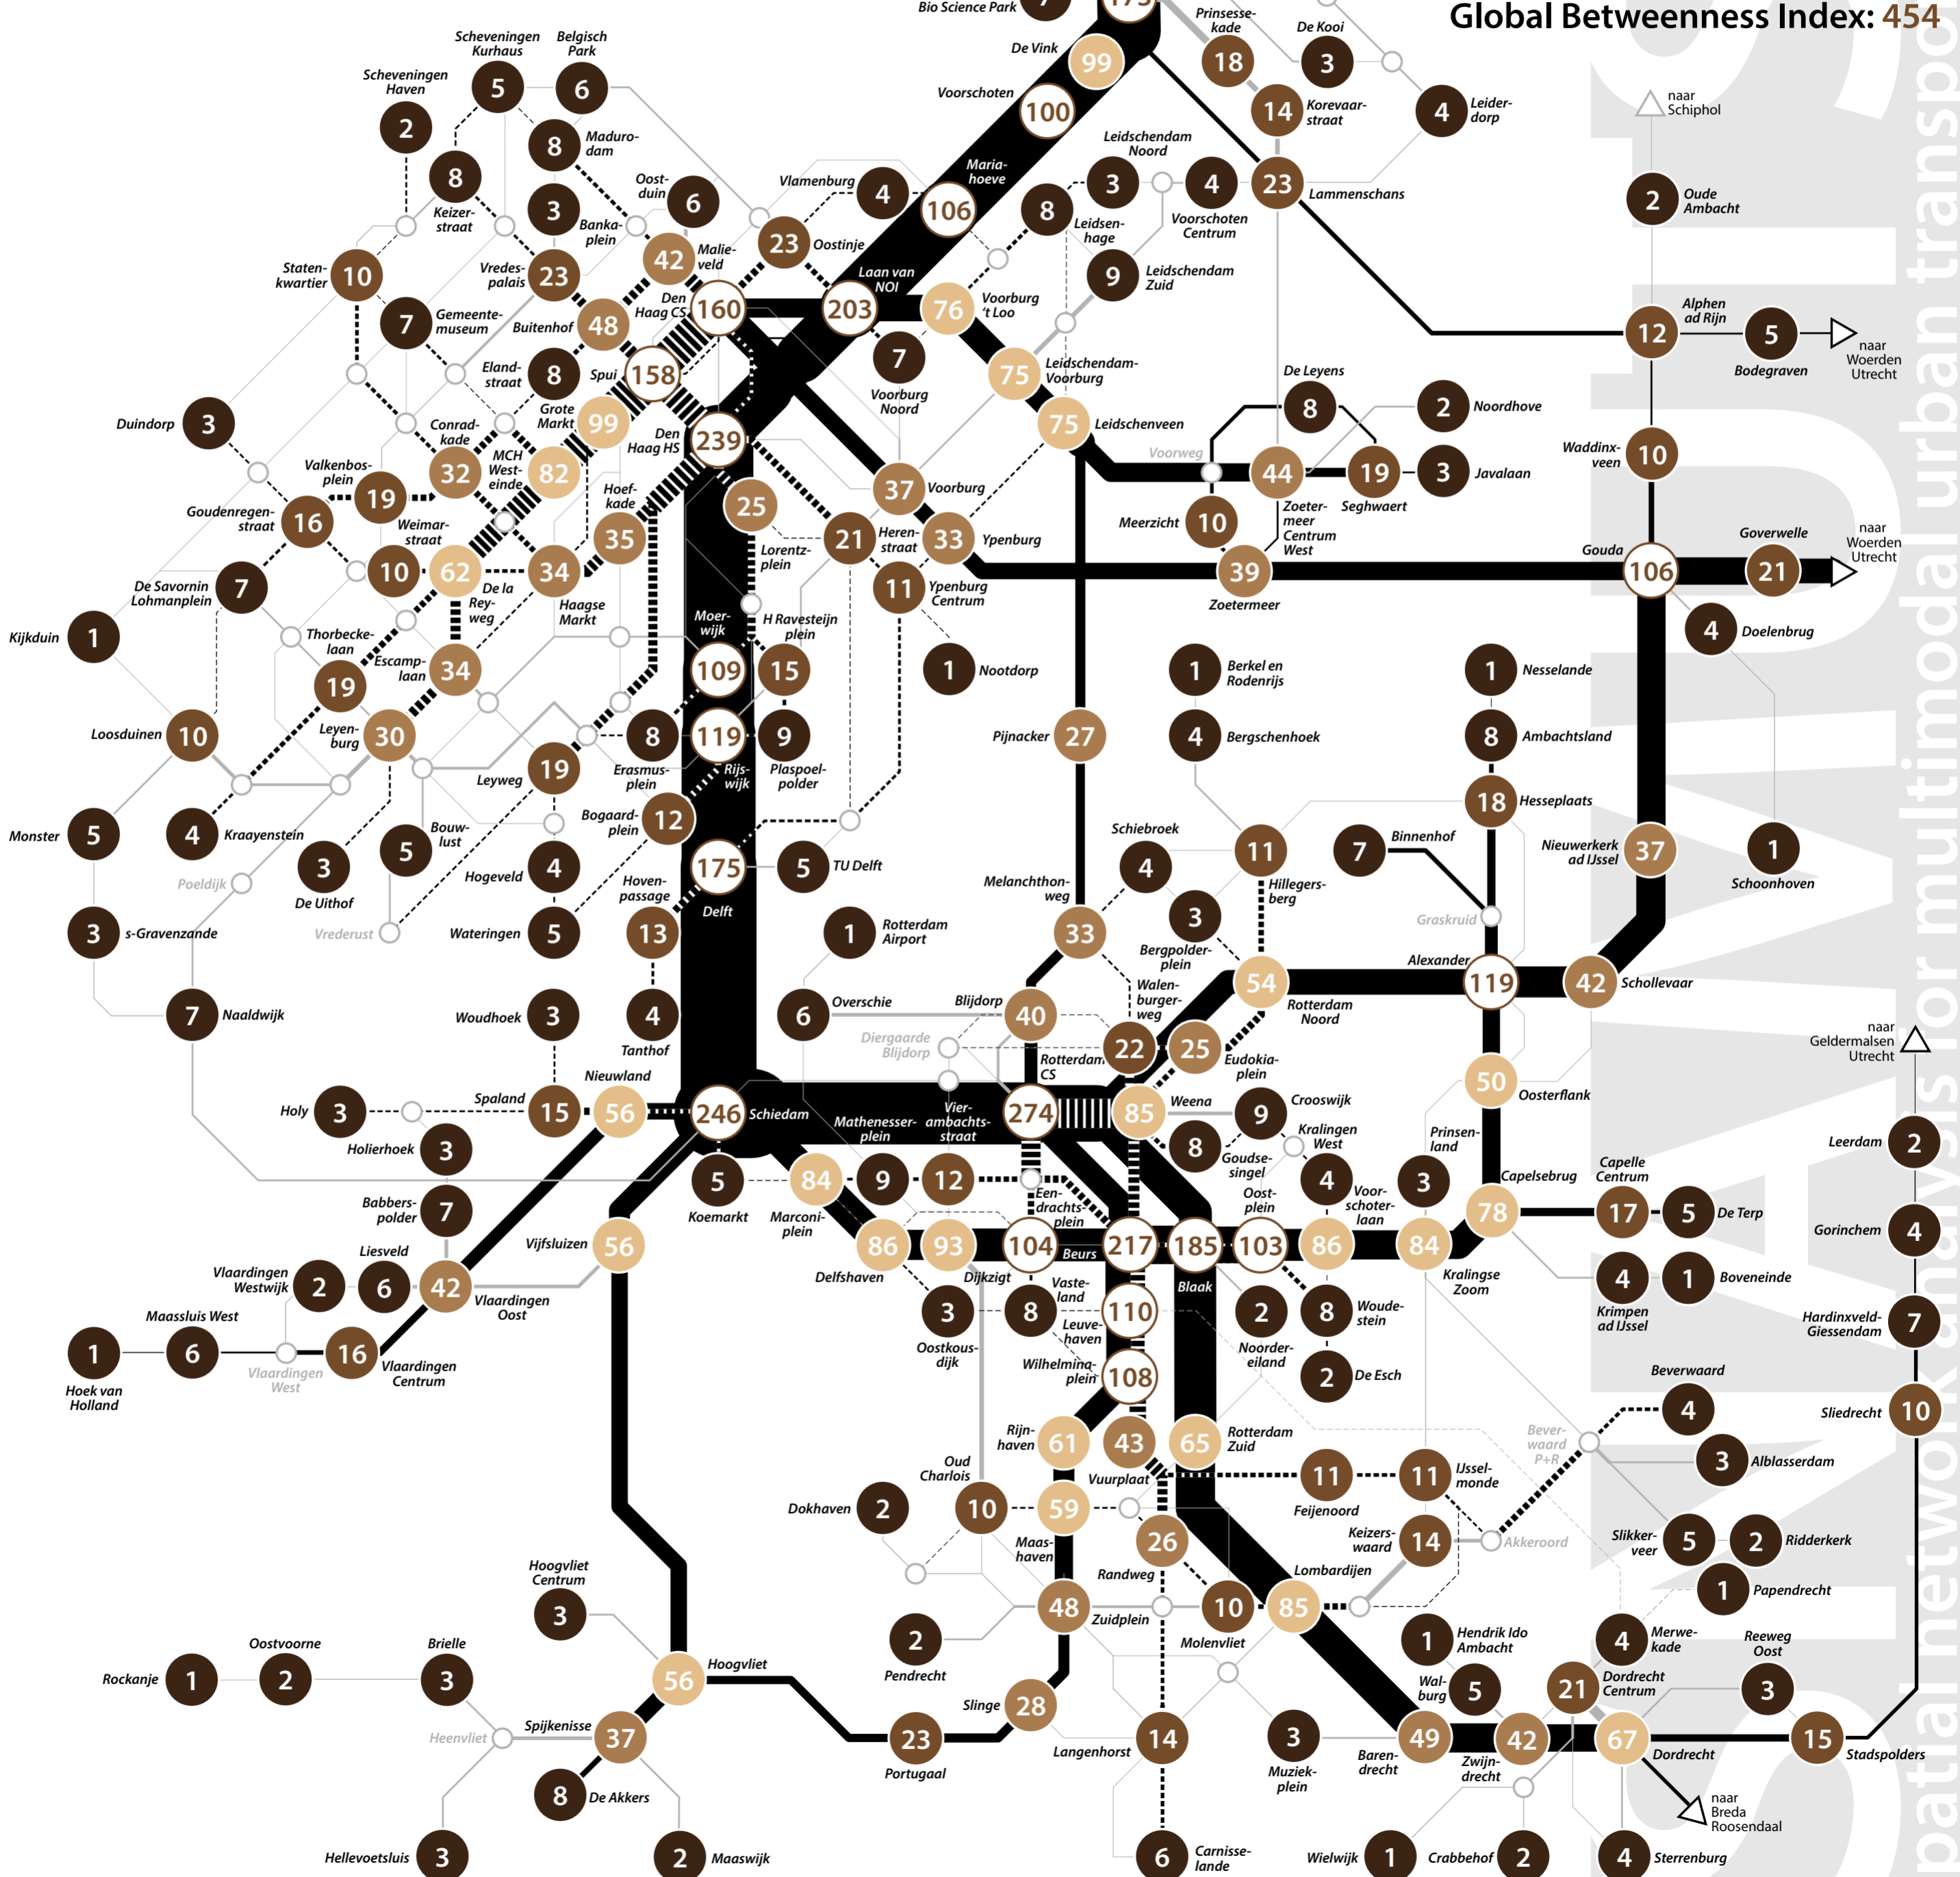 Global Betweenness Index: 454
Bio Science Park
7
173
Prinsesse-
kade
18
De Kooi
3
De Vink
99
Voorschoten
100
14
Korevaar-
straat
4
Leider-
dorp
Scheveningen
Kurhaus
5
Belgisch
Park
6
Scheveningen
Haven
2
8
Maduro-
dam
8
Keizer-
straat
3
Banka-
plein
Oost-
duin
6
Vlamenburg
4
Maria-
hoeve
106
Leidschendam
Noord
3
4
Voorschoten
Centrum
23
Lammenschans
8
Leidsen-
hage
9
Leidschendam
Zuid
23
Oostinje
42
Malie-
veld
Staten-
kwartier
10
Vredes-
palais
23
7
Gemeente-
museum
Buitenhof
48
Den
Haag CS
160
Laan van
NOI
203
76
Voorburg
't Loo
7
Voorburg
Noord
75
Leidschendam-
Voorburg
75
Leidschenveen
Eland-
straat
8
Spui
158
Grote
Markt
99
Den
Haag HS
239
Duindorp
3
Conrad-
kade
32
MCH
West-
einde
82
Valkenbos-
plein
19
Goudenregen-
straat
16
Weimar-
straat
10
62
De la
Rey-
weg
34
Haagse
Markt
Hoef-
kade
35
25
Lorentz-
plein
37
Voorburg
21
Heren-
straat
33
Ypenburg
11
Ypenburg
Centrum
1
Nootdorp
De Leyens
8
2
Noordhove
Voorweg
44
Zoeter-
meer
Centrum
West
19
Seghwaert
3
Javalaan
Meerzicht
10
39
Zoetermeer
naar
Schiphol
2
Oude
Ambacht
12
Alphen
ad Rijn
5
Bodegraven
naar
Woerden
Utrecht
Waddinx-
veen
10
Gouda
106
Goverwelle
21
naar
Woerden
Utrecht
4
Doelenbrug
1
Schoonhoven
De Savornin
Lohmanplein
7
Kijkduin
1
Thorbecke-
laan
19
Escamp-
laan
34
Moer-
wijk
109
H Ravesteijn
plein
15
Loosduinen
10
Leyen-
burg
30
Leyweg
19
8
Erasmus-
plein
119
Rijs-
wijk
9
Plaspoel-
polder
Monster
5
4
Kraayenstein
3
De Uithof
5
Bouw-
lust
Bogaard-
plein
12
Hogeveld
4
175
Delft
5
TU Delft
Poeldijk
Vrederust
3
s-Gravenzande
Wateringen
5
Hoven-
passage
13
4
Tanthof
7
Naaldwijk
Woudhoek
3
Pijnacker
27
1
Berkel en
Rodenrijs
4
Bergschenhoek
1
Nesselande
8
Ambachtsland
18
Hesseplaats
Schiebroek
4
11
Hillegers-
berg
7
Binnenhof
Graskruid
Nieuwerkerk
ad IJssel
37
Melanchthon-
weg
33
3
Bergpolder-
plein
1
Rotterdam
Airport
6
Overschie
Blijdorp
40
Walen-
burger-
weg
22
25
Eudokia-
plein
54
Rotterdam
Noord
Alexander
119
42
Schollevaar
Diergaarde
Blijdorp
50
Oosterflank
naar
Geldermalsen
Utrecht
Holy
3
Spaland
15
Nieuwland
56
246
Schiedam
Mathenesser-
plein
Vier-
ambachts-
straat
Rotterdam
CS
274
85
Weena
9
Crooswijk
8
Goudse-
singel
Kralingen
West
4
Prinsen-
land
3
Holierhoek
3
Babbers-
polder
7
5
Koemarkt
84
Marconi-
plein
9
12
Een-
drachts-
plein
Oost-
plein
Voor-
schoter-
laan
Capelsebrug
78
Capelle
Centrum
17
5
De Terp
Leerdam
2
Gorinchem
4
Vijfsluizen
56
86
Delfshaven
93
Dijkzigt
104
Beurs
217
185
Blaak
103
86
84
Kralingse
Zoom
4
Krimpen
ad IJssel
1
Boveneinde
Vlaardingen
Westwijk
2
Liesveld
6
42
Vlaardingen
Oost
Maassluis West
6
1
Hoek van
Holland
Vlaardingen
West
16
Vlaardingen
Centrum
3
Oostkous-
dijk
8
Vaste-
land
Leuve-
haven
110
2
Noorder-
eiland
8
Woude-
stein
2
De Esch
Wilhelmina-
plein
108
Hardinxveld-
Giessendam
7
Sliedrecht
10
Rijn-
haven
61
43
Vuurplaat
65
Rotterdam
Zuid
Oud
Charlois
10
Dokhaven
2
59
Maas-
haven
26
Randweg
11
Feijenoord
11
IJssel-
monde
Keizers-
waard
14
Akkeroord
Bever-
waard
P+R
Beverwaard
4
3
Alblasserdam
Slikker-
veer
5
2
Ridderkerk
1
Papendrecht
48
Zuidplein
10
Molenvliet
Lombardijen
85
2
Pendrecht
Hoogvliet
Centrum
3
Rockanje
1
Oostvoorne
2
Brielle
3
56
Hoogvliet
Heenvliet
Spijkenisse
37
8
De Akkers
Hellevoetsluis
3
2
Maaswijk
23
Portugaal
Slinge
28
Langenhorst
14
6
Carnisse-
lande
3
Muziek-
plein
49
Baren-
drecht
1
Hendrik Ido
Ambacht
Wal-
burg
5
42
Zwijn-
drecht
21
Dordrecht
Centrum
4
Merwe-
kade
Reeweg
Oost
3
67
Dordrecht
15
Stadspolders
naar
Breda
Roosendaal
Wielwijk
1
Crabbehof
2
4
Sterrenburg
patial network analysis for multimodal urban transpo